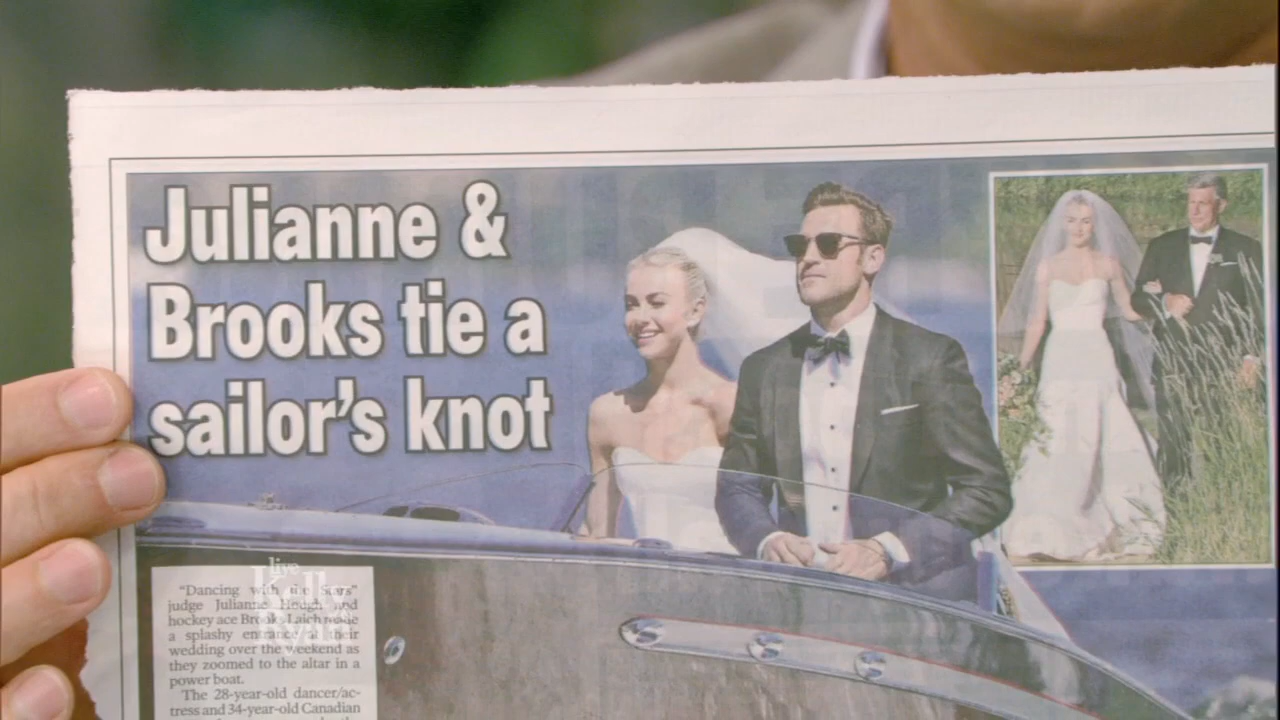 Julianne &
Brooks tie a
sailor's knot
live
"Dancing with the Stars"
judge Julianne Hough and
hockey ace Brooks Laich made
a splashy entrance at their
wedding over the weekend as
they zoomed to the altar in a
power boat.
The 28-year-old dancer/ac-
tress and 34-year-old Canadian